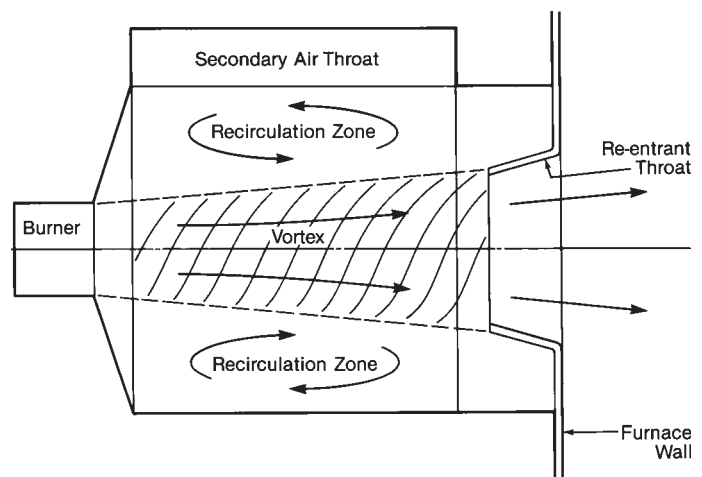 Secondary Air Throat
Recirculation Zone
Re-entrant
Throat
Burner
Vortex
Recirculation Zone
Furnace
Wall